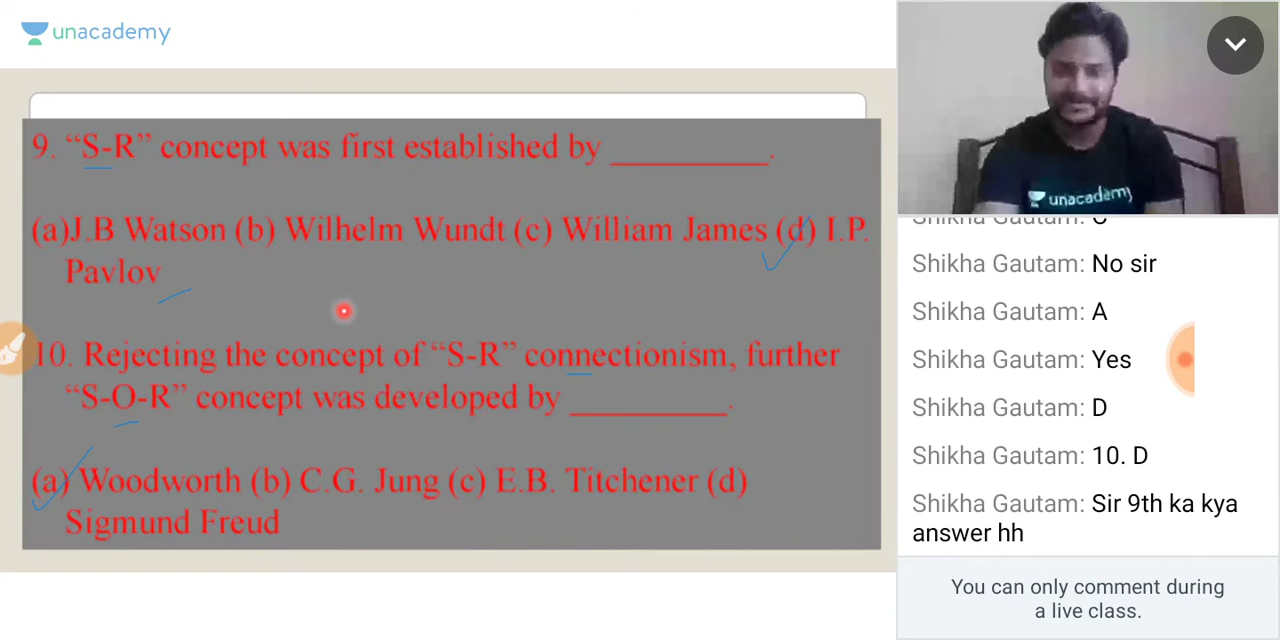 unacademy
9. “S-R” concept was first established by __________.
(a)J.B Watson (b) Wilhelm Wundt (c) William James (d) I.P.
Pavlov
10. Rejecting the concept of “S-R” connectionism, further
“S-O-R” concept was developed by __________.
(a) Woodworth (b) C.G. Jung (c) E.B. Titchener (d)
Sigmund Freud
unacademy
Shikha Gautam: C
Shikha Gautam: No sir
Shikha Gautam: A
Shikha Gautam: Yes
Shikha Gautam: D
Shikha Gautam: 10. D
Shikha Gautam: Sir 9th ka kya
answer hh
You can only comment during
a live class.